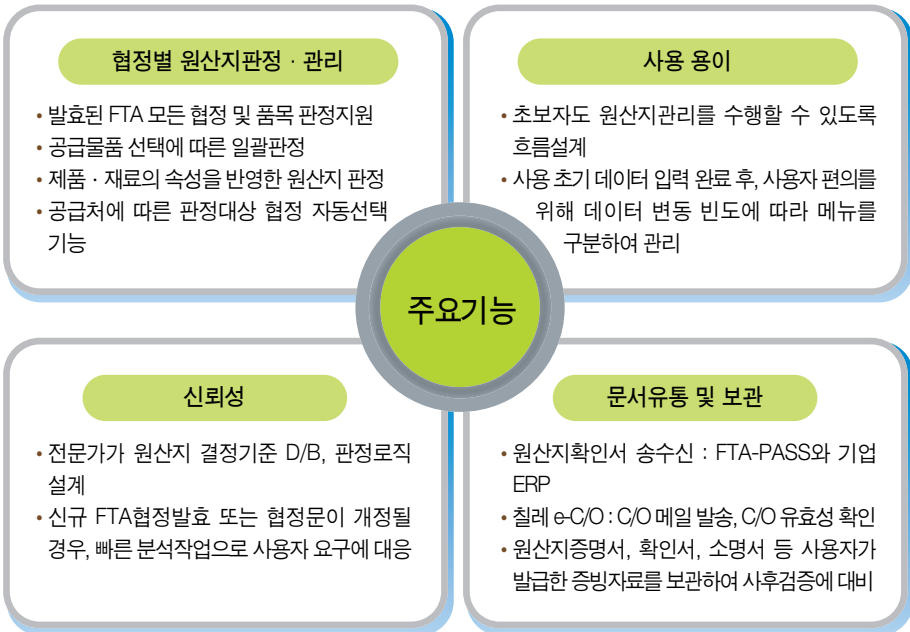 협정별 원산지판정 · 관리
• 발효된 FTA 모든 협정 및 품목 판정지원
• 공급물품 선택에 따른 일괄판정
• 제품 · 재료의 속성을 반영한 원산지 판정
• 공급처에 따른 판정대상 협정 자동선택
기능
사용 용이
• 초보자도 원산지관리를 수행할 수 있도록
흐름설계
• 사용 초기 데이터 입력 완료 후, 사용자 편의를
위해 데이터 변동 빈도에 따라 메뉴를
구분하여 관리
주요기능
신뢰성
• 전문가가 원산지 결정기준 D/B, 판정로직
설계
• 신규 FTA협정발효 또는 협정문이 개정될
경우, 빠른 분석작업으로 사용자 요구에 대응
문서유통 및 보관
• 원산지확인서 송수신 : FTA-PASS와 기업
ERP
• 칠레 e-C/O : C/O 메일 발송, C/O 유효성 확인
• 원산지증명서, 확인서, 소명서 등 사용자가
발급한 증빙자료를 보관하여 사후검증에 대비